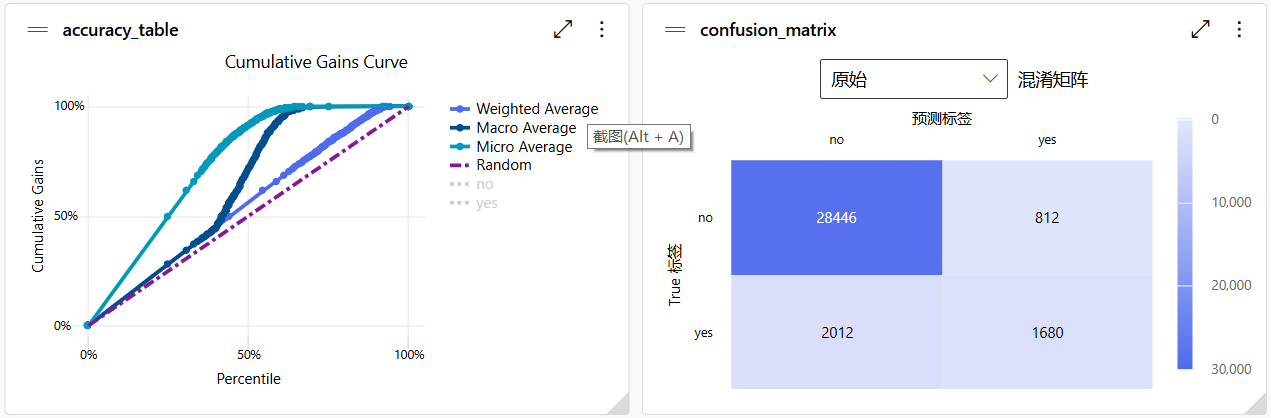 accuracy_table
Cumulative Gains Curve
100%
50%
0%
Cumulative Gains
0%
50%
100%
Percentile
Weighted Average
Macro Average
Micro Average
Random
no
yes
截图(Alt + A)
confusion_matrix
原始
混淆矩阵
预测标签
no
yes
True 标签
no
28446
812
yes
2012
1680
0
10,000
20,000
30,000